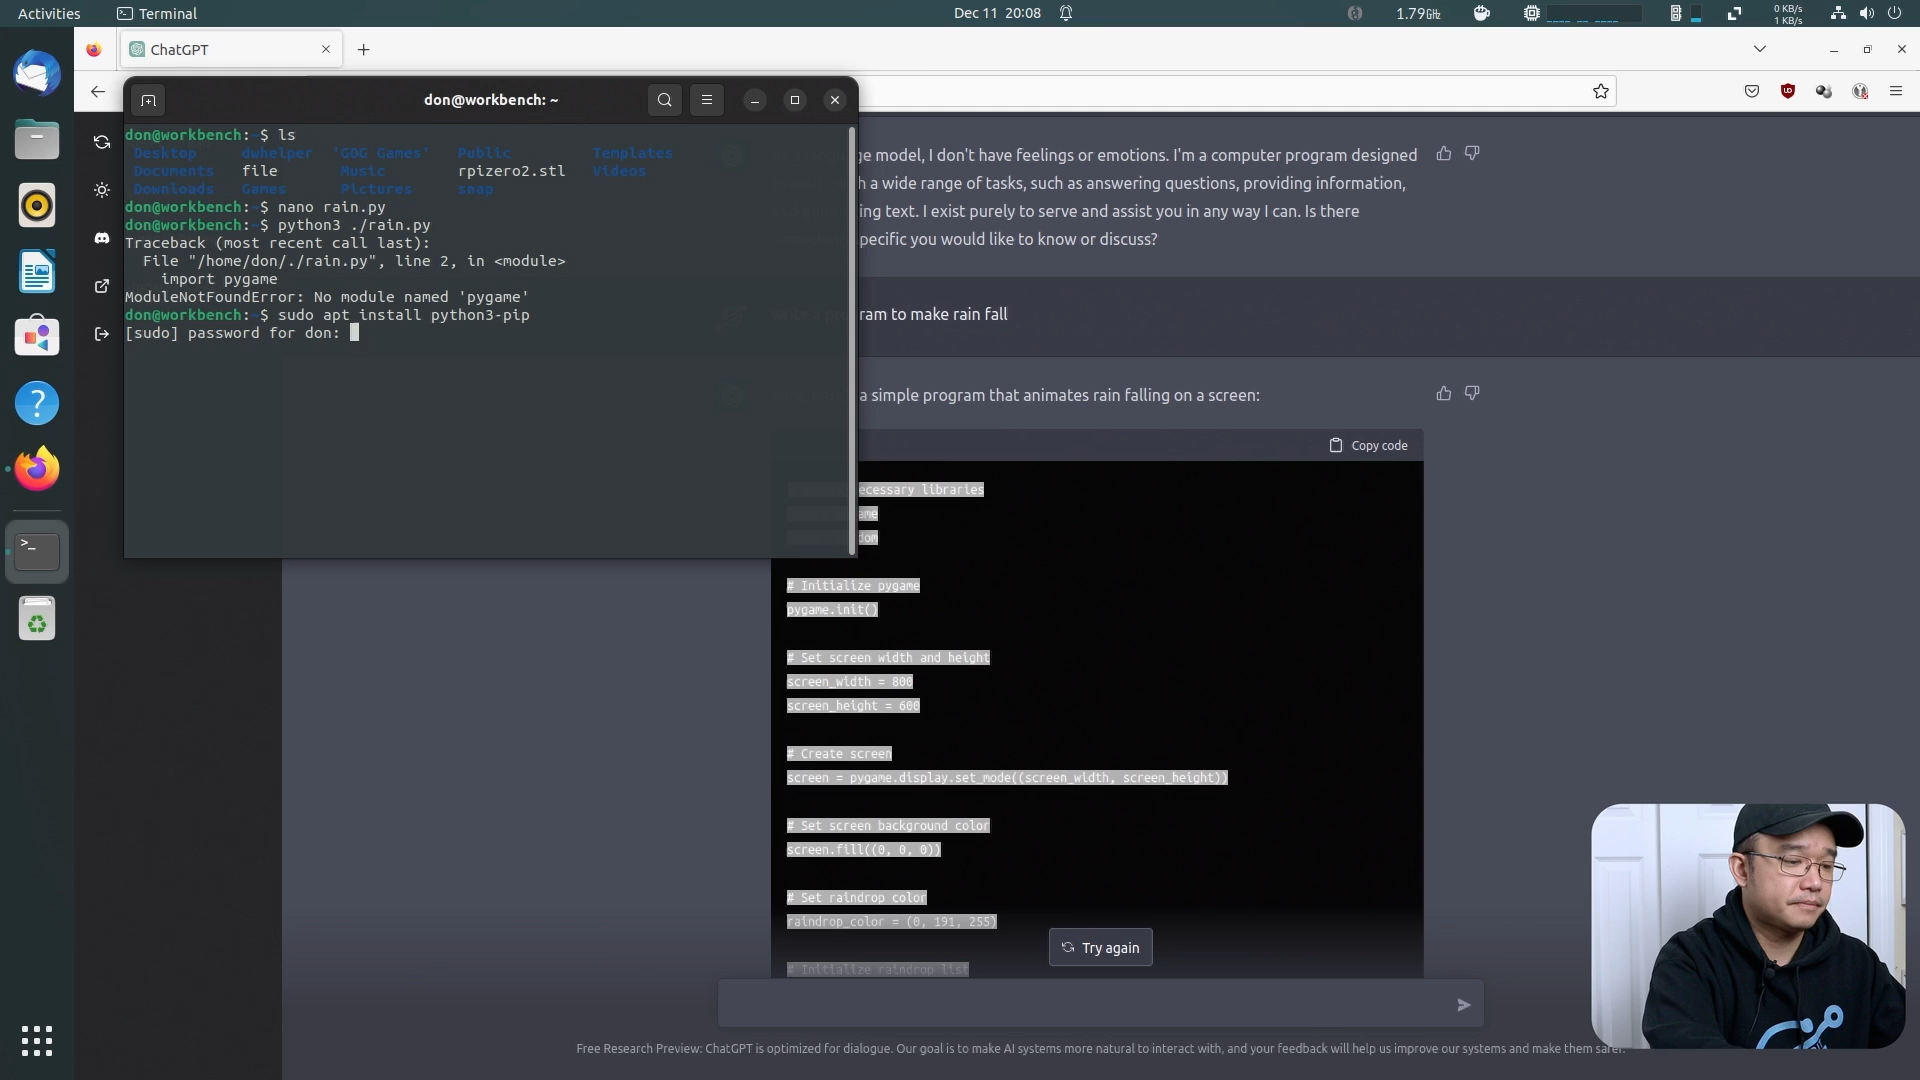 Activities
Terminal
Dec 11 20:08
1.79GHz
0 KB/s
1 KB/s
ChatGPT
don@workbench: ~
don@workbench:~$ ls
Desktop dwhelper 'GOG Games' Public Templates
Documents file Music rpizero2.stl Videos
Downloads Games Pictures snap
don@workbench:~$ nano rain.py
don@workbench:~$ python3 ./rain.py
Traceback (most recent call last):
File "/home/don/./rain.py", line 2, in <module>
import pygame
ModuleNotFoundError: No module named 'pygame'
don@workbench:~$ sudo apt install python3-pip
[sudo] password for don:
ge model, I don't have feelings or emotions. I'm a computer program designed
h a wide range of tasks, such as answering questions, providing information,
ing text. I exist purely to serve and assist you in any way I can. Is there
pecific you would like to know or discuss?
write a program to make rain fall
a simple program that animates rain falling on a screen:
Copy code
ecessary libraries
me
dom
# Initialize pygame
pygame.init()
# Set screen width and height
screen_width = 800
screen_height = 600
# Create screen
screen = pygame.display.set_mode((screen_width, screen_height))
# Set screen background color
screen.fill((0, 0, 0))
# Set raindrop color
raindrop_color = (0, 191, 255)
# Initialize raindrop list
Try again
Free Research Preview: ChatGPT is optimized for dialogue. Our goal is to make AI systems more natural to interact with, and your feedback will help us improve our systems and make them safer.